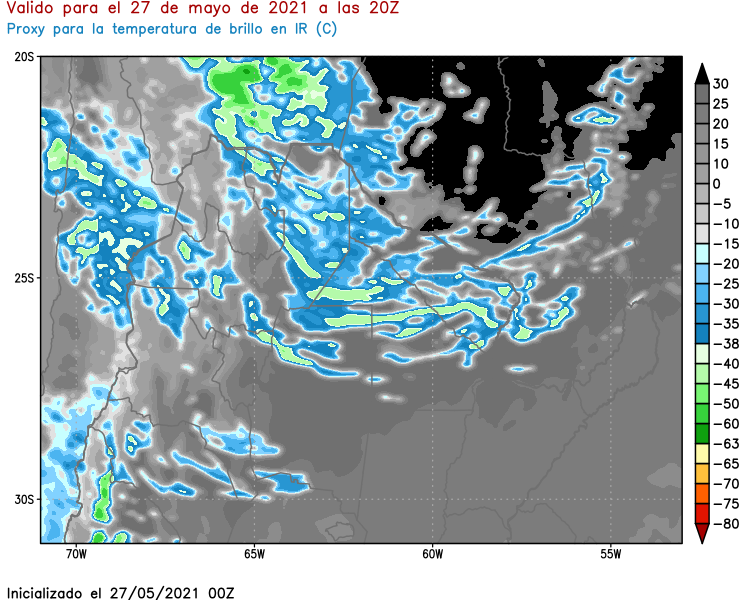 Valido para el 27 de mayo de 2021 a las 20Z
Proxy para la temperatura de brillo en IR (C)
20S
25S
30S
70W
65W
60W
55W
30
25
20
15
10
0
-5
-10
-15
-20
-25
-30
-35
-38
-40
-45
-50
-60
-63
-65
-70
-75
-80
Inicializado el 27/05/2021 00Z